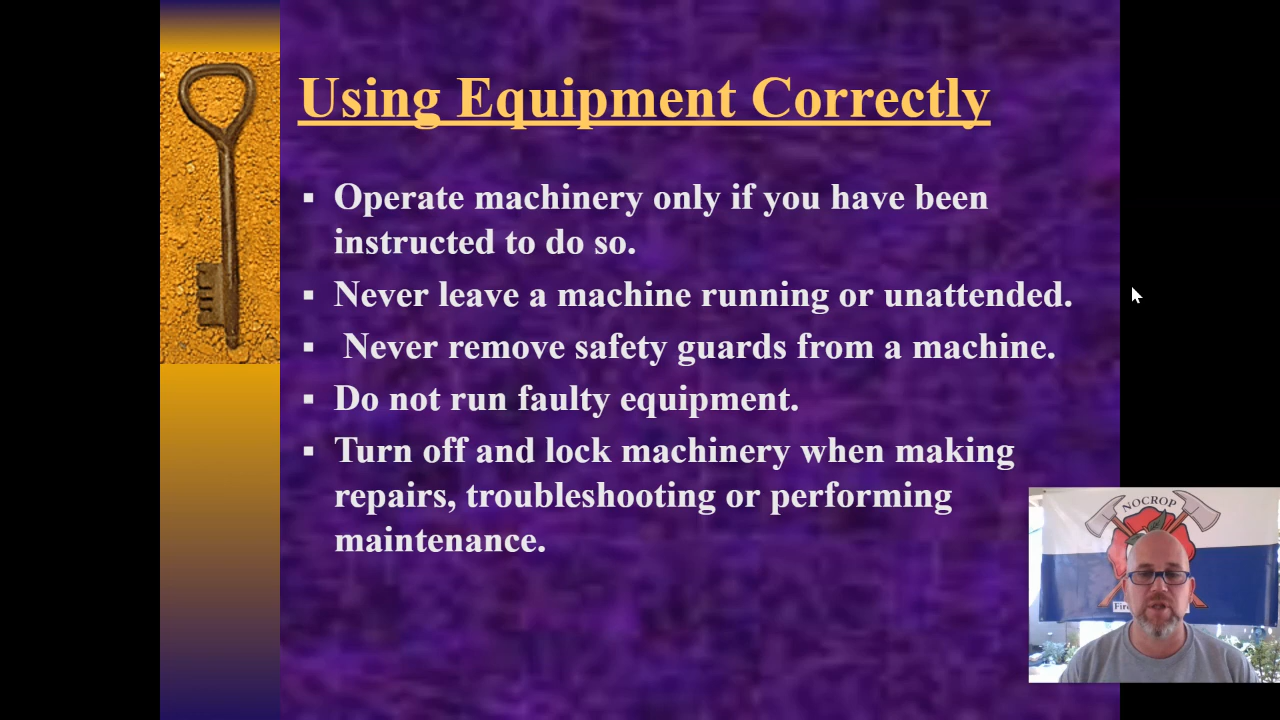 Using Equipment Correctly
▪ Operate machinery only if you have been
instructed to do so.
▪ Never leave a machine running or unattended.
▪ Never remove safety guards from a machine.
▪ Do not run faulty equipment.
▪ Turn off and lock machinery when making
repairs, troubleshooting or performing
maintenance.
NOCROP